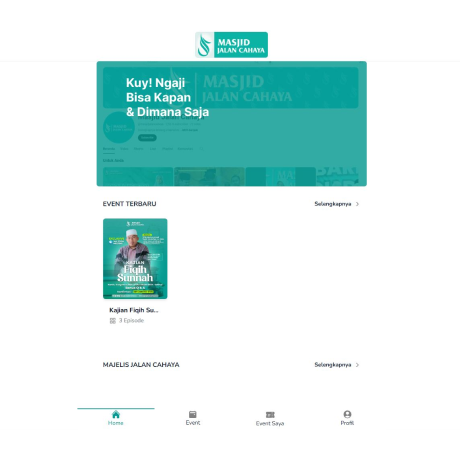 MASJID
JALAN CAHAYA
Kuy! Ngaji
Bisa Kapan
& Dimana Saja
MASJID
JALAN CAHAYA
EVENT TERBARU
Selengkapnya >
KAJIAN
Fiqih
Sunnah
Kajian Fiqih Su...
3 Episode
MAJELIS JALAN CAHAYA
Selengkapnya >
Home
Event
Event Saya
Profil